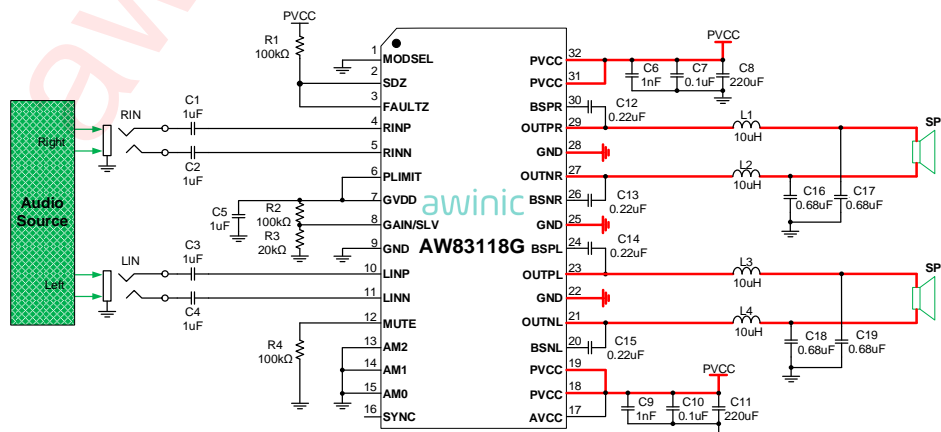 PVCC
R1
100kΩ
1
MODSEL
2
SDZ
3
FAULTZ
4
RINP
5
RINN
6
PLIMIT
7
GVDD
8
GAIN/SLV
9
GND
10
LINP
11
LINN
12
MUTE
13
AM2
14
AM1
15
AM0
16
SYNC
RIN
C1
1uF
C2
1uF
Right
Audio
Source
Left
C5
1uF
R2
100kΩ
R3
20kΩ
LIN
C3
1uF
C4
1uF
R4
100kΩ
awinic
AW83118G
32
PVCC
31
PVCC
30
BSPR
29
OUTPR
28
GND
27
OUTNR
26
BSNR
25
GND
24
BSPL
23
OUTPL
22
GND
21
OUTNL
20
BSNL
19
PVCC
18
PVCC
17
AVCC
PVCC
C6
1nF
C7
0.1uF
C8
220uF
C12
0.22uF
L1
10uH
SP
L2
10uH
C13
0.22uF
C16
0.68uF
C17
0.68uF
C14
0.22uF
L3
10uH
SP
L4
10uH
C15
0.22uF
C18
0.68uF
C19
0.68uF
PVCC
C9
1nF
C10
0.1uF
C11
220uF